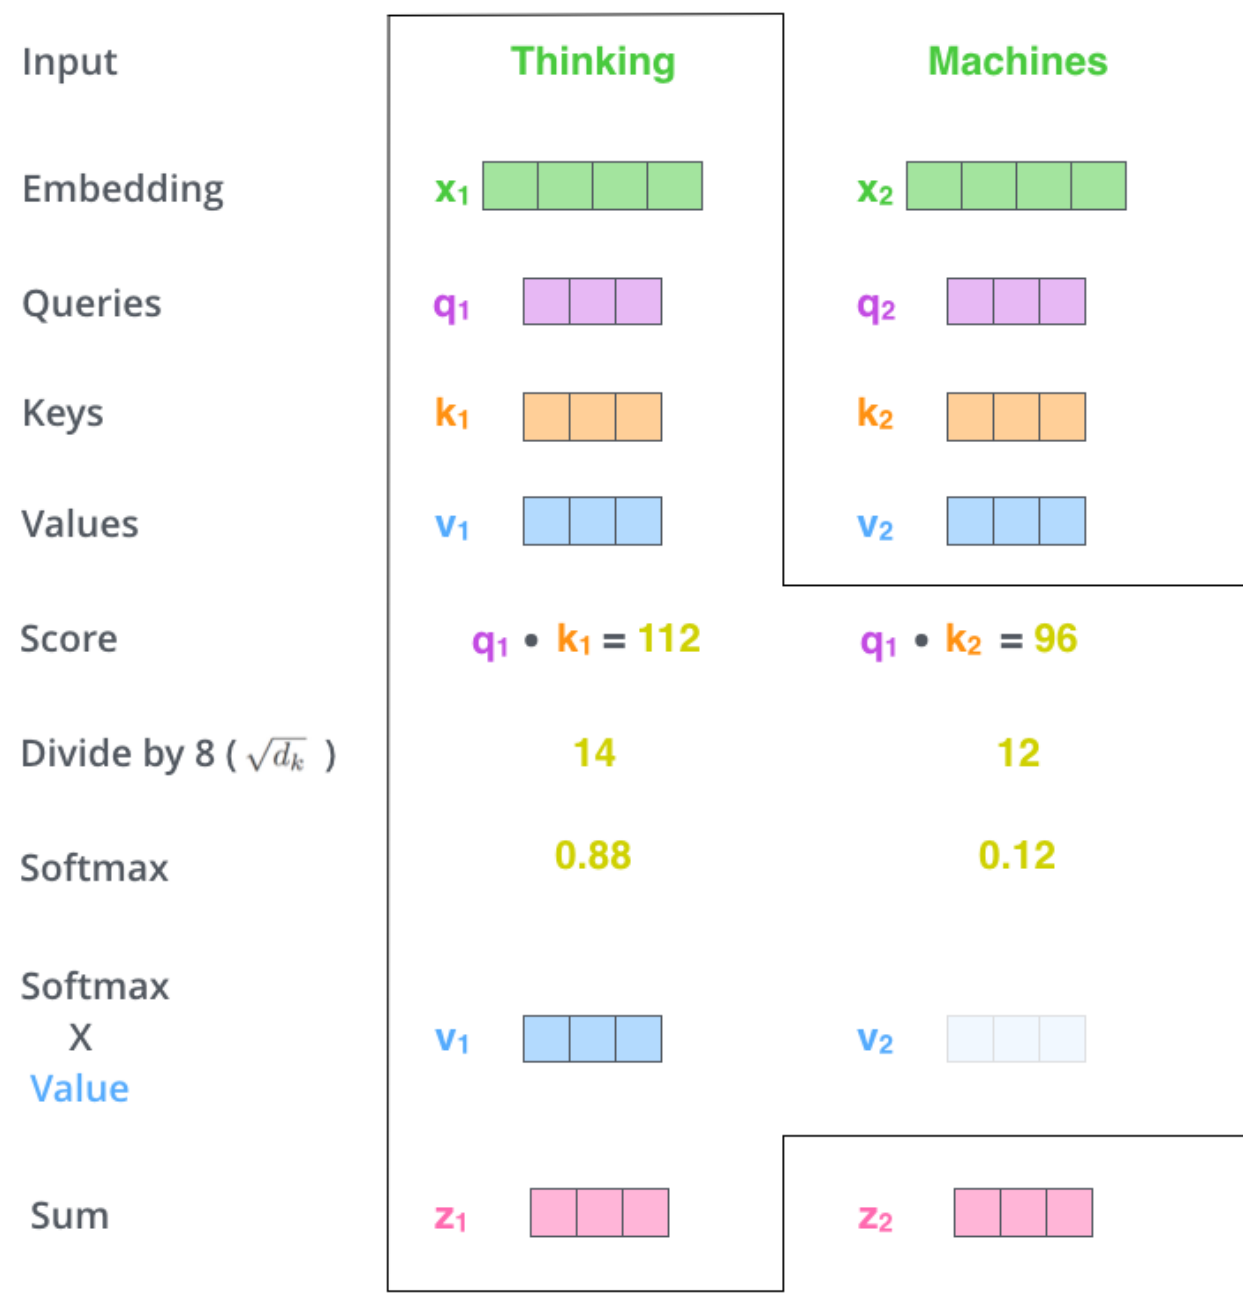 Input Thinking Machines
Embedding x₁ x₂
Queries q₁ q₂
Keys k₁ k₂
Values v₁ v₂
Score q₁ • k₁ = 112 q₁ • k₂ = 96
Divide by 8 ( √dₖ ) 14 12
Softmax 0.88 0.12
Softmax
X
Value
v₁ v₂
Sum z₁ z₂